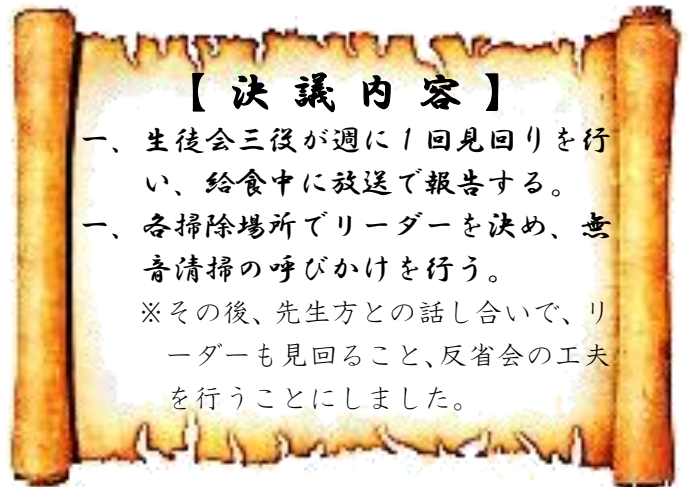 【決議内容】
一、生徒会三役が週に1回見回りを行
い、給食中に放送で報告する。
一、各掃除場所でリーダーを決め、無
音清掃の呼びかけを行う。
※その後、先生方との話し合いで、リ
ーダーも見回ること、反省会の工夫
を行うことにしました。